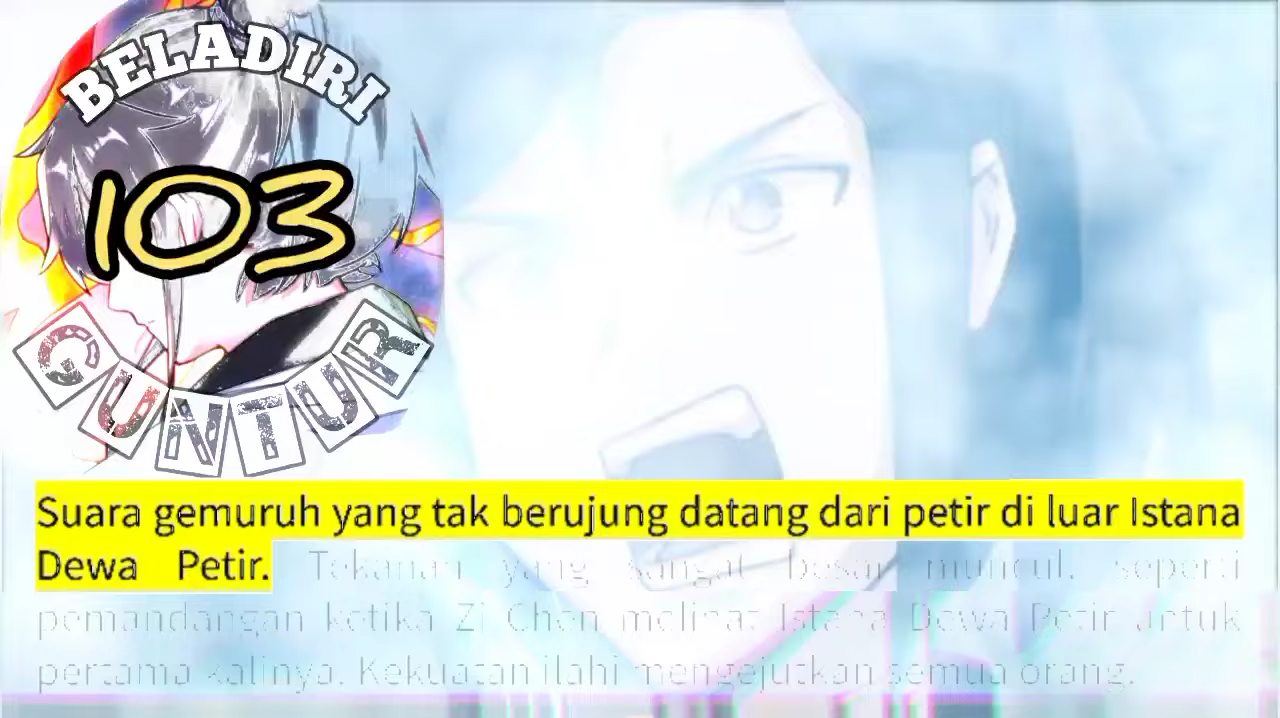 BELADIRI
103
GUNTUR
Suara gemuruh yang tak berujung datang dari petir di luar Istana
Dewa Petir. Tekanan yang sangat besar muncul, seperti
pemandangan ketika Zi Chen melihat Istana Dewa Petir untuk
pertama kalinya. Kekuatan ilahi mengejutkan semua orang.